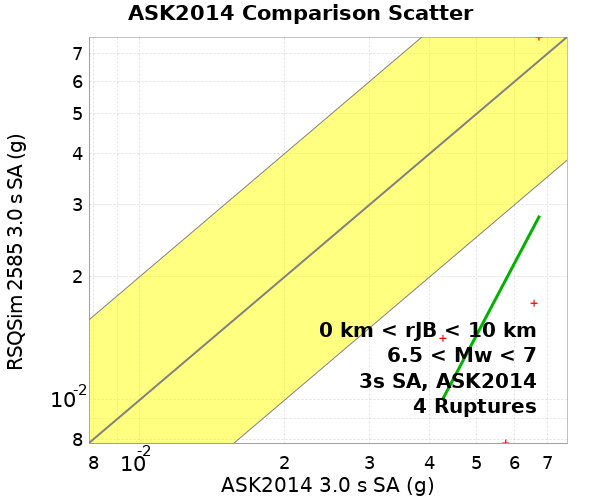 ASK2014 Comparison Scatter
RSQSim 2585 3.0 s SA (g)
7
6
5
4
3
2
10-2
8
0 km < rJB < 10 km
6.5 < Mw < 7
3s SA, ASK2014
4 Ruptures
8 10-2 2 3 4 5 6 7
ASK2014 3.0 s SA (g)